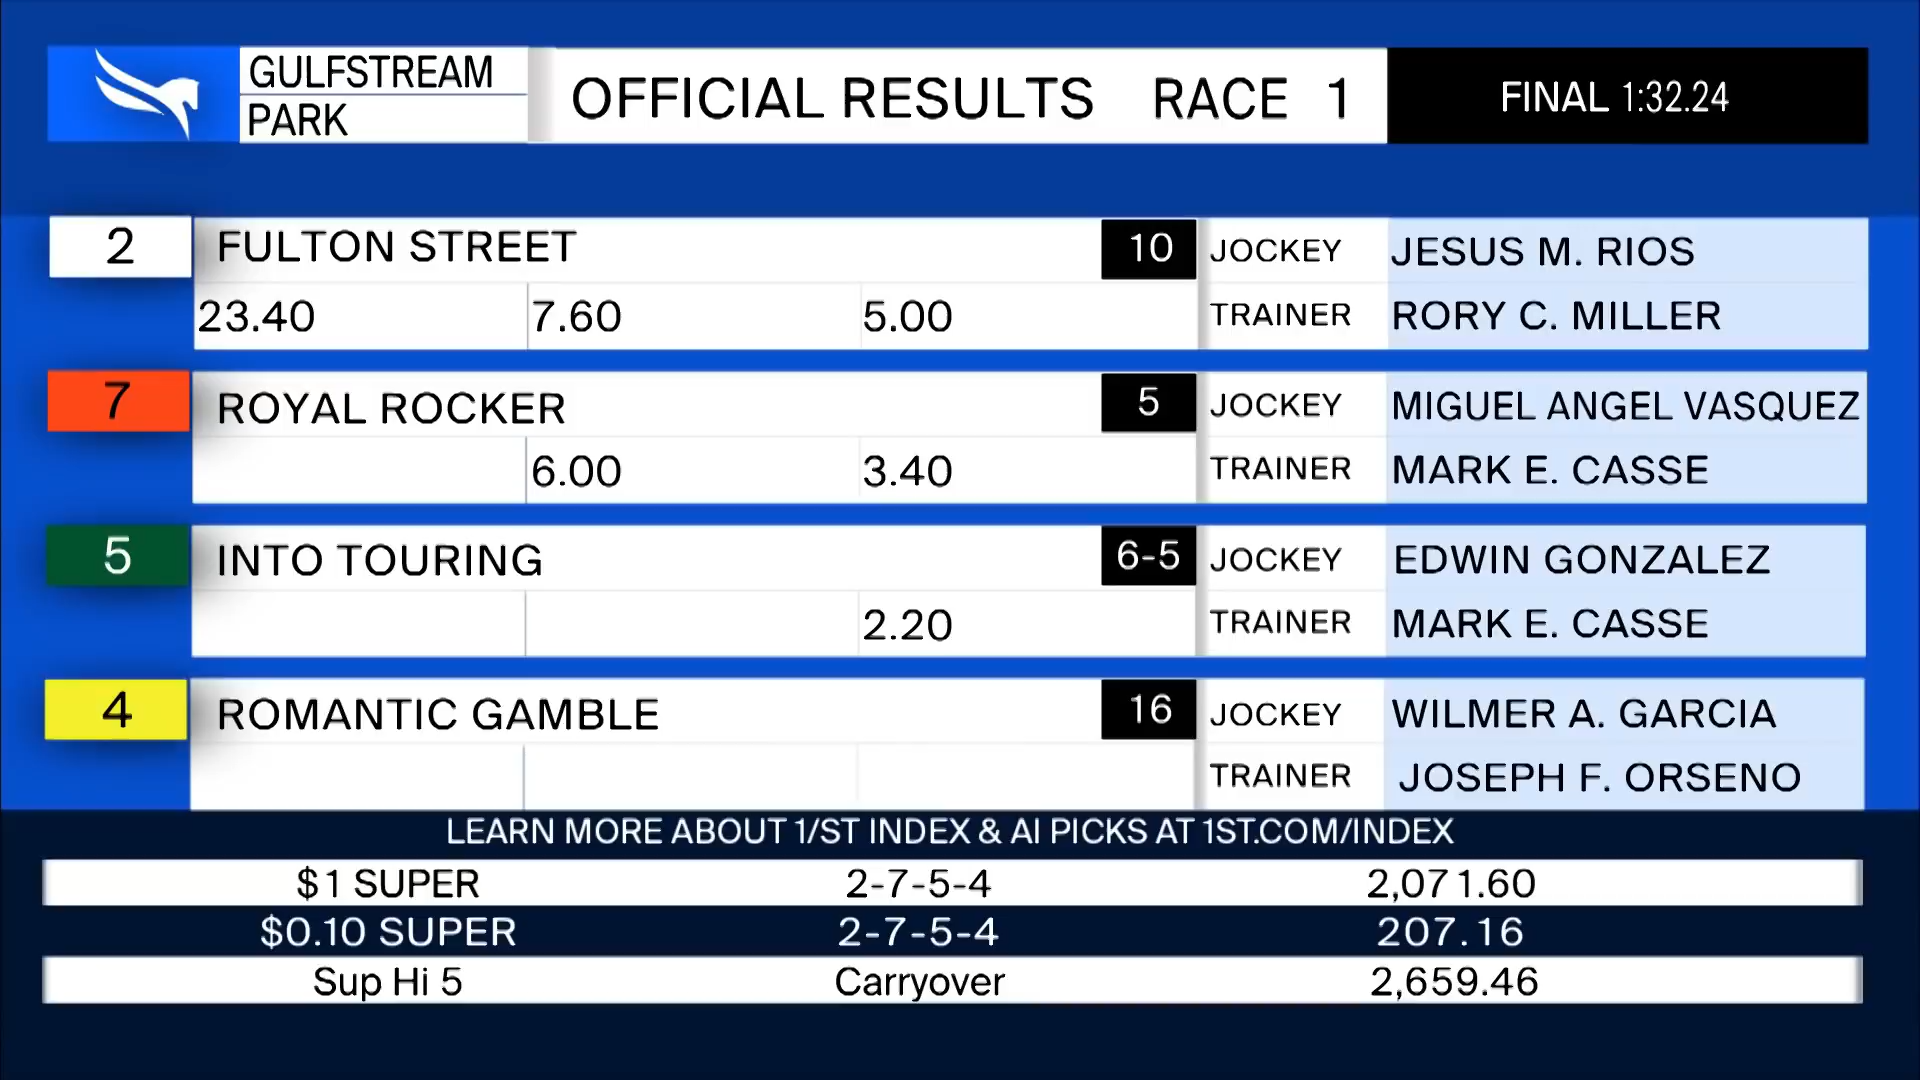 GULFSTREAM
PARK
OFFICIAL RESULTS RACE 1
FINAL 1:32.24
2 FULTON STREET 10 JOCKEY JESUS M. RIOS
23.40 7.60 5.00 TRAINER RORY C. MILLER
7 ROYAL ROCKER 5 JOCKEY MIGUEL ANGEL VASQUEZ
6.00 3.40 TRAINER MARK E. CASSE
5 INTO TOURING 6-5 JOCKEY EDWIN GONZALEZ
2.20 TRAINER MARK E. CASSE
4 ROMANTIC GAMBLE 16 JOCKEY WILMER A. GARCIA
TRAINER JOSEPH F. ORSENO
LEARN MORE ABOUT 1/ST INDEX & AI PICKS AT 1ST.COM/INDEX
$1 SUPER 2-7-5-4 2,071.60
$0.10 SUPER 2-7-5-4 207.16
Sup Hi 5 Carryover 2,659.46